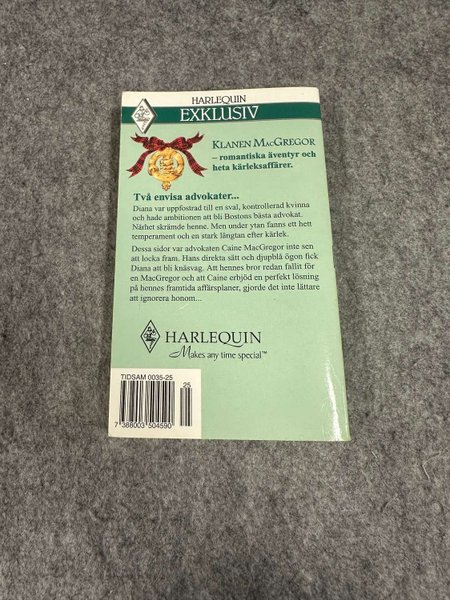 HARLEQUIN
EXKLUSIV
KLANEN MACGREGOR
– romantiska äventyr och
heta kärleksaffärer.
Två envisa advokater...
Diana var uppfostrad till en sval, kontrollerad kvinna
och hade ambitionen att bli Bostons bästa advokat.
Närhet skrämde henne. Men under ytan fanns ett hett
temperament och en stark längtan efter kärlek.
Dessa sidor var advokaten Caine MacGregor inte sen
att locka fram. Hans direkta sätt och djupblå ögon fick
Diana att bli knäsvag. Att hennes bror redan fallit för
en MacGregor och att Caine erbjöd en perfekt lösning
på hennes framtida affärsplaner, gjorde det inte lättare
att ignorera honom...
HARLEQUIN
Makes any time special™
TIDSAM 0035-25
25
7 388003 504590